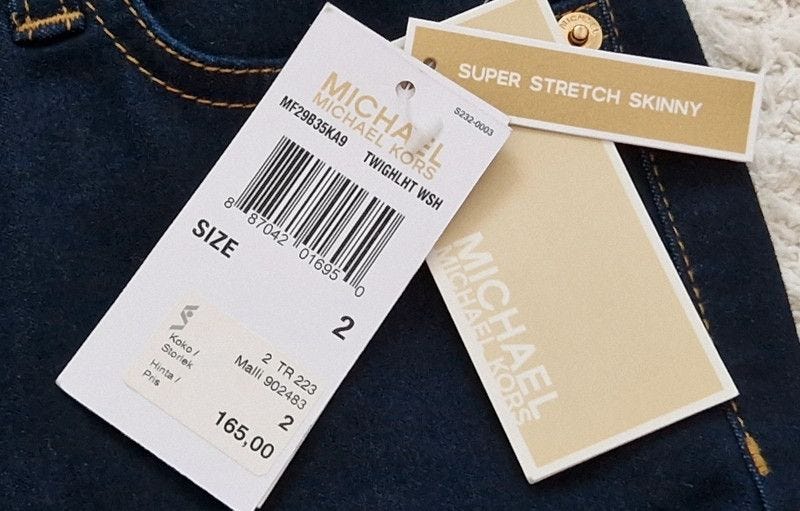 MICHAEL
MICHAEL KORS
S232-0003
MF29B35KA9
TWIGHLHT WSH
8 87042 01695 0
SIZE
2
Koko /
Storlek
2 TR 223
Malli 902483
Hinta /
Pris
2
165,00
SUPER STRETCH SKINNY
MICHAEL
MICHAEL KORS
MICHAEL